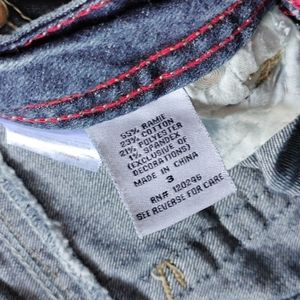 55% RAMIE
23% COTTON
21% POLYESTER
1% SPANDEX
(EXCLUSIVE OF
DECORATIONS)
MADE IN CHINA
3
RN# 120296
SEE REVERSE FOR CARE